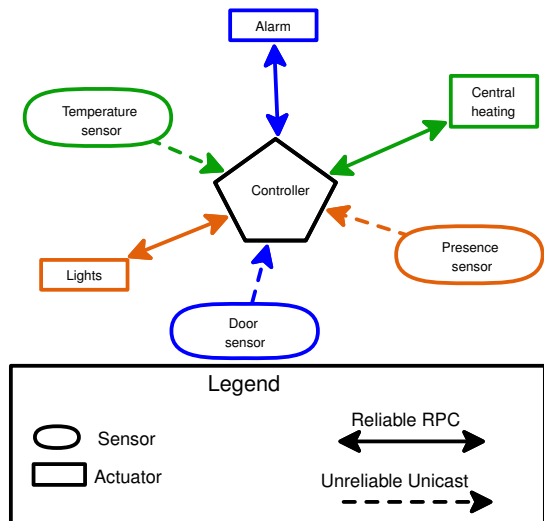 Alarm
Temperature
sensor
Central
heating
Controller
Presence
sensor
Lights
Door
sensor
Legend
Sensor
Actuator
Reliable RPC
Unreliable Unicast